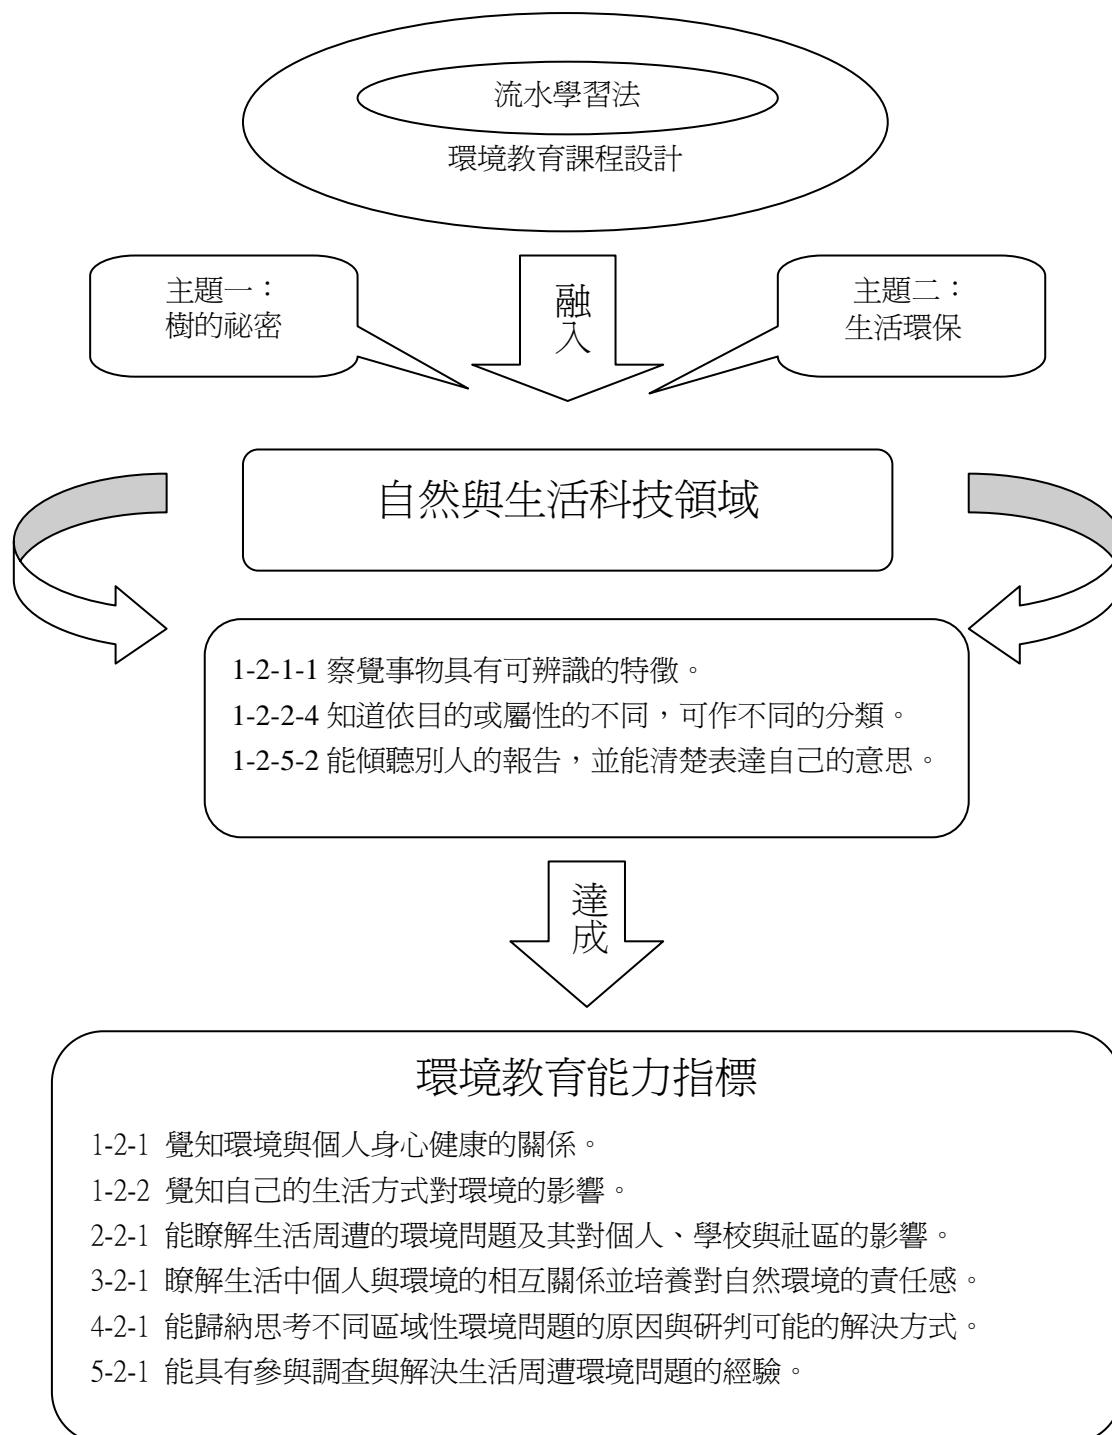 流水學習法
環境教育課程設計
主題一：
樹的祕密
融入
主題二：
生活環保
自然與生活科技領域
1-2-1-1 察覺事物具有可辨識的特徵。
1-2-2-4 知道依目的或屬性的不同，可作不同的分類。
1-2-5-2 能傾聽別人的報告，並能清楚表達自己的意思。
達成
環境教育能力指標
1-2-1 覺知環境與個人身心健康的關係。
1-2-2 覺知自己的生活方式對環境的影響。
2-2-1 能瞭解生活周遭的環境問題及其對個人、學校與社區的影響。
3-2-1 瞭解生活中個人與環境的相互關係並培養對自然環境的責任感。
4-2-1 能歸納思考不同區域性環境問題的原因與研判可能的解決方式。
5-2-1 能具有參與調查與解決生活周遭環境問題的經驗。